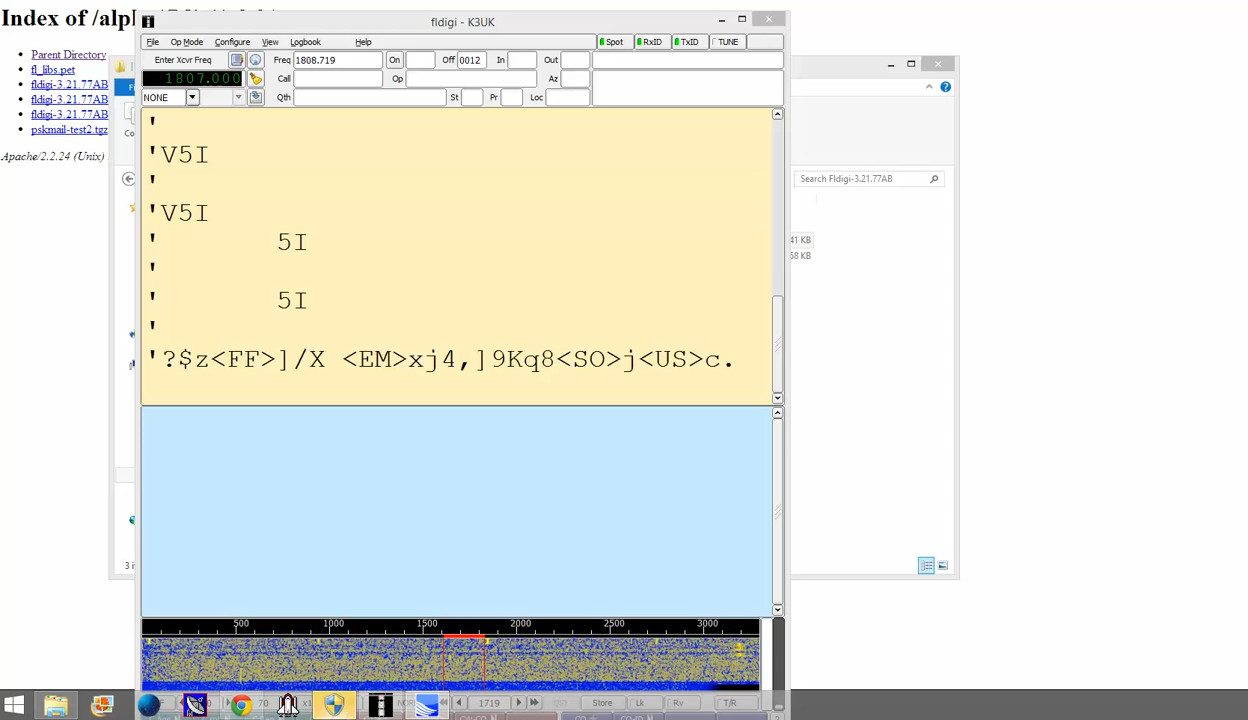 Index of /alp
Parent Directory
fl_libs.pet
fldigi-3.21.77AB
fldigi-3.21.77AB
fldigi-3.21.77AB
pskmail-test2.tgz
Apache/2.2.24 (Unix)
fldigi - K3UK
File Op Mode Configure View Logbook Help
Spot RxID TxID TUNE
Enter Xcvr Freq Freq 1808.719 On Off 0012 In Out
1807.000 Call Op Az
NONE Qth St Pr Loc
'
'V5I
'
'V5I
' 5I
'
' 5I
'
'?$z<FF>]/X <EM>xj4,]9Kq8<SO>j<US>c.
Search Fldigi-3.21.77AB
41 KB
58 KB
500 1000 1500 2000 2500 3000
70 x1 1719 Store Lk Rv T/R